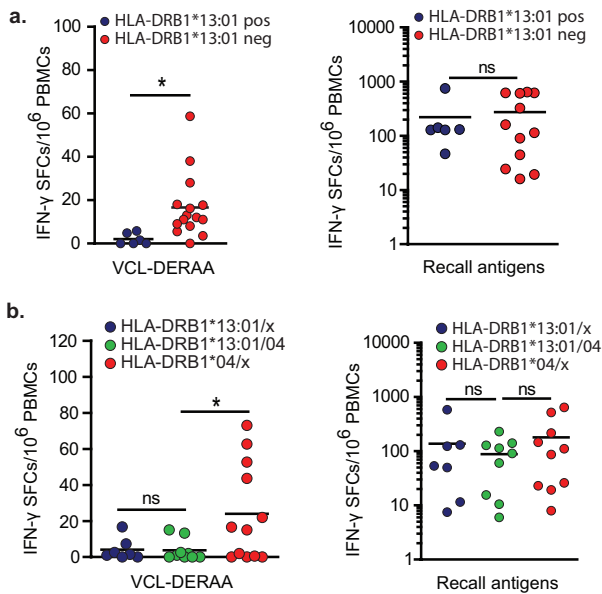 a.
HLA-DRB1*13:01 pos
HLA-DRB1*13:01 neg
IFN-γ SFCs/10⁶ PBMCs
100
80
60
40
20
0
*
VCL-DERAA
HLA-DRB1*13:01 pos
HLA-DRB1*13:01 neg
IFN-γ SFCs/10⁶ PBMCs
1000
100
10
1
ns
Recall antigens
b.
HLA-DRB1*13:01/x
HLA-DRB1*13:01/04
HLA-DRB1*04/x
IFN-γ SFCs/10⁶ PBMCs
120
100
80
60
40
20
0
ns
*
VCL-DERAA
HLA-DRB1*13:01/x
HLA-DRB1*13:01/04
HLA-DRB1*04/x
IFN-γ SFCs/10⁶ PBMCs
10000
1000
100
10
1
ns
ns
Recall antigens